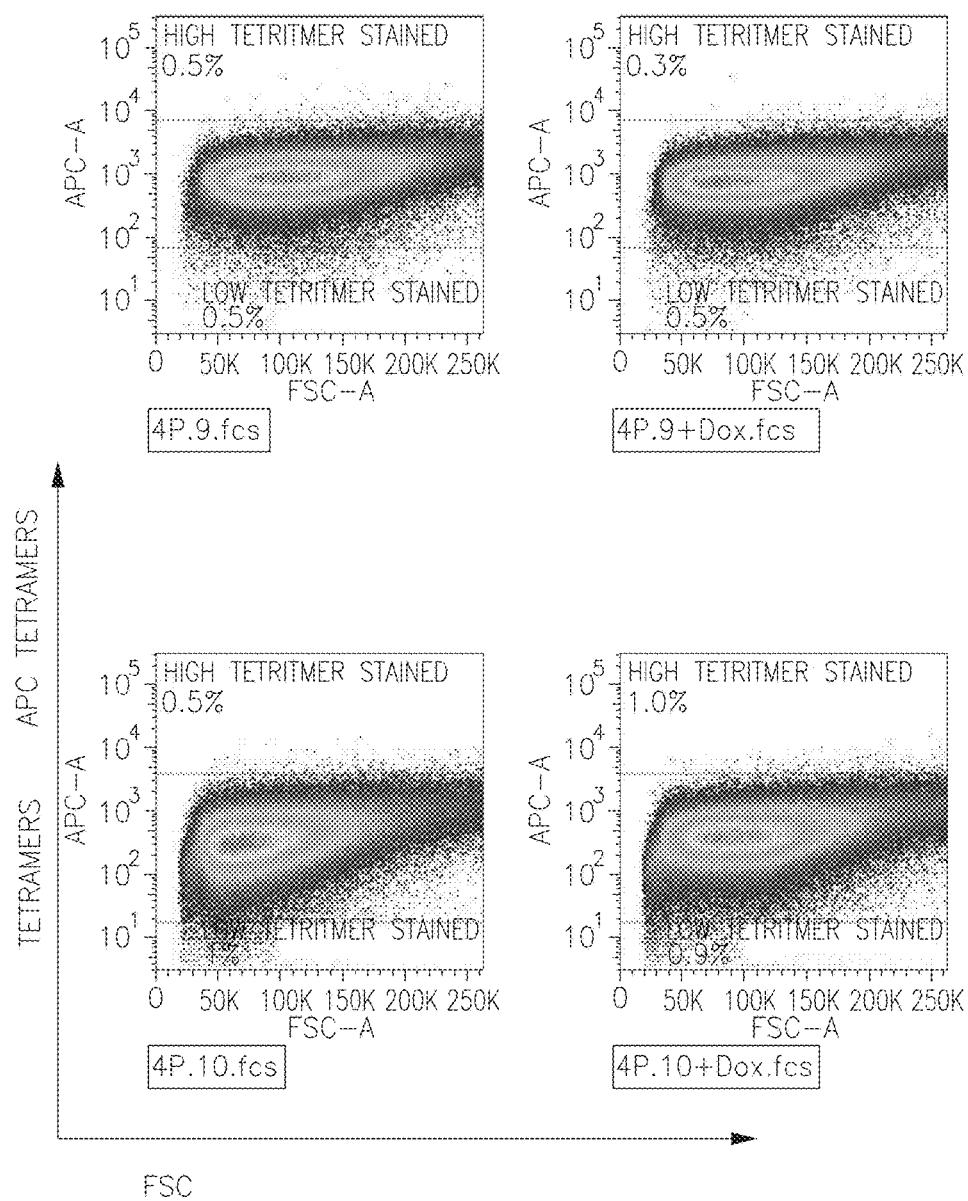 HIGH TETRITMER STAINED
0.5%
10^5
10^4
10^3
10^2
10^1
APC-A
LOW TETRITMER STAINED
0.5%
0 50K 100K 150K 200K 250K
FSC-A
4P.9.fcs
HIGH TETRITMER STAINED
0.3%
10^5
10^4
10^3
10^2
10^1
APC-A
LOW TETRITMER STAINED
0.5%
0 50K 100K 150K 200K 250K
FSC-A
4P.9+Dox.fcs
TETRAMERS APC TETRAMERS
HIGH TETRITMER STAINED
0.5%
10^5
10^4
10^3
10^2
10^1
APC-A
LOW TETRITMER STAINED
1%
0 50K 100K 150K 200K 250K
FSC-A
4P.10.fcs
HIGH TETRITMER STAINED
1.0%
10^5
10^4
10^3
10^2
10^1
APC-A
LOW TETRITMER STAINED
0.9%
0 50K 100K 150K 200K 250K
FSC-A
4P.10+Dox.fcs
FSC